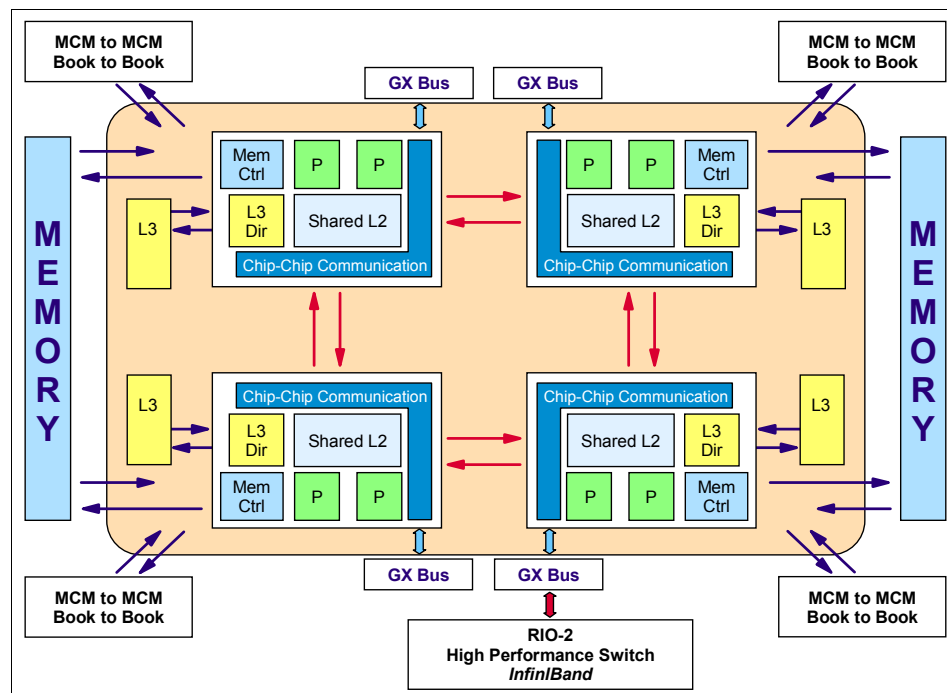 MCM to MCM
Book to Book
GX Bus
GX Bus
MCM to MCM
Book to Book
MEMORY
L3
Mem
Ctrl
P
P
L3
Dir
Shared L2
Chip-Chip Communication
P
P
Mem
Ctrl
Shared L2
L3
Dir
Chip-Chip Communication
L3
MEMORY
L3
Chip-Chip Communication
L3
Dir
Shared L2
Mem
Ctrl
P
P
Chip-Chip Communication
Shared L2
L3
Dir
P
P
Mem
Ctrl
L3
MCM to MCM
Book to Book
GX Bus
GX Bus
MCM to MCM
Book to Book
RIO-2
High Performance Switch
InfiniBand